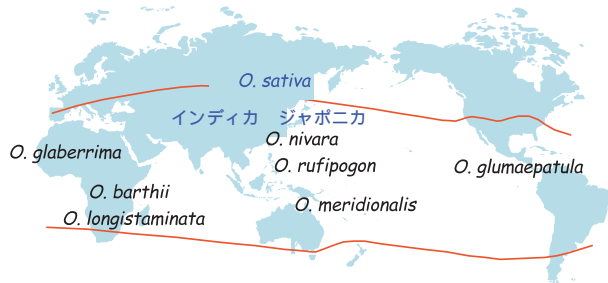 O. sativa
インディカ　ジャポニカ
O. nivara
O. glaberrima
O. rufipogon
O. glumaepatula
O. barthii
O. meridionalis
O. longistaminata